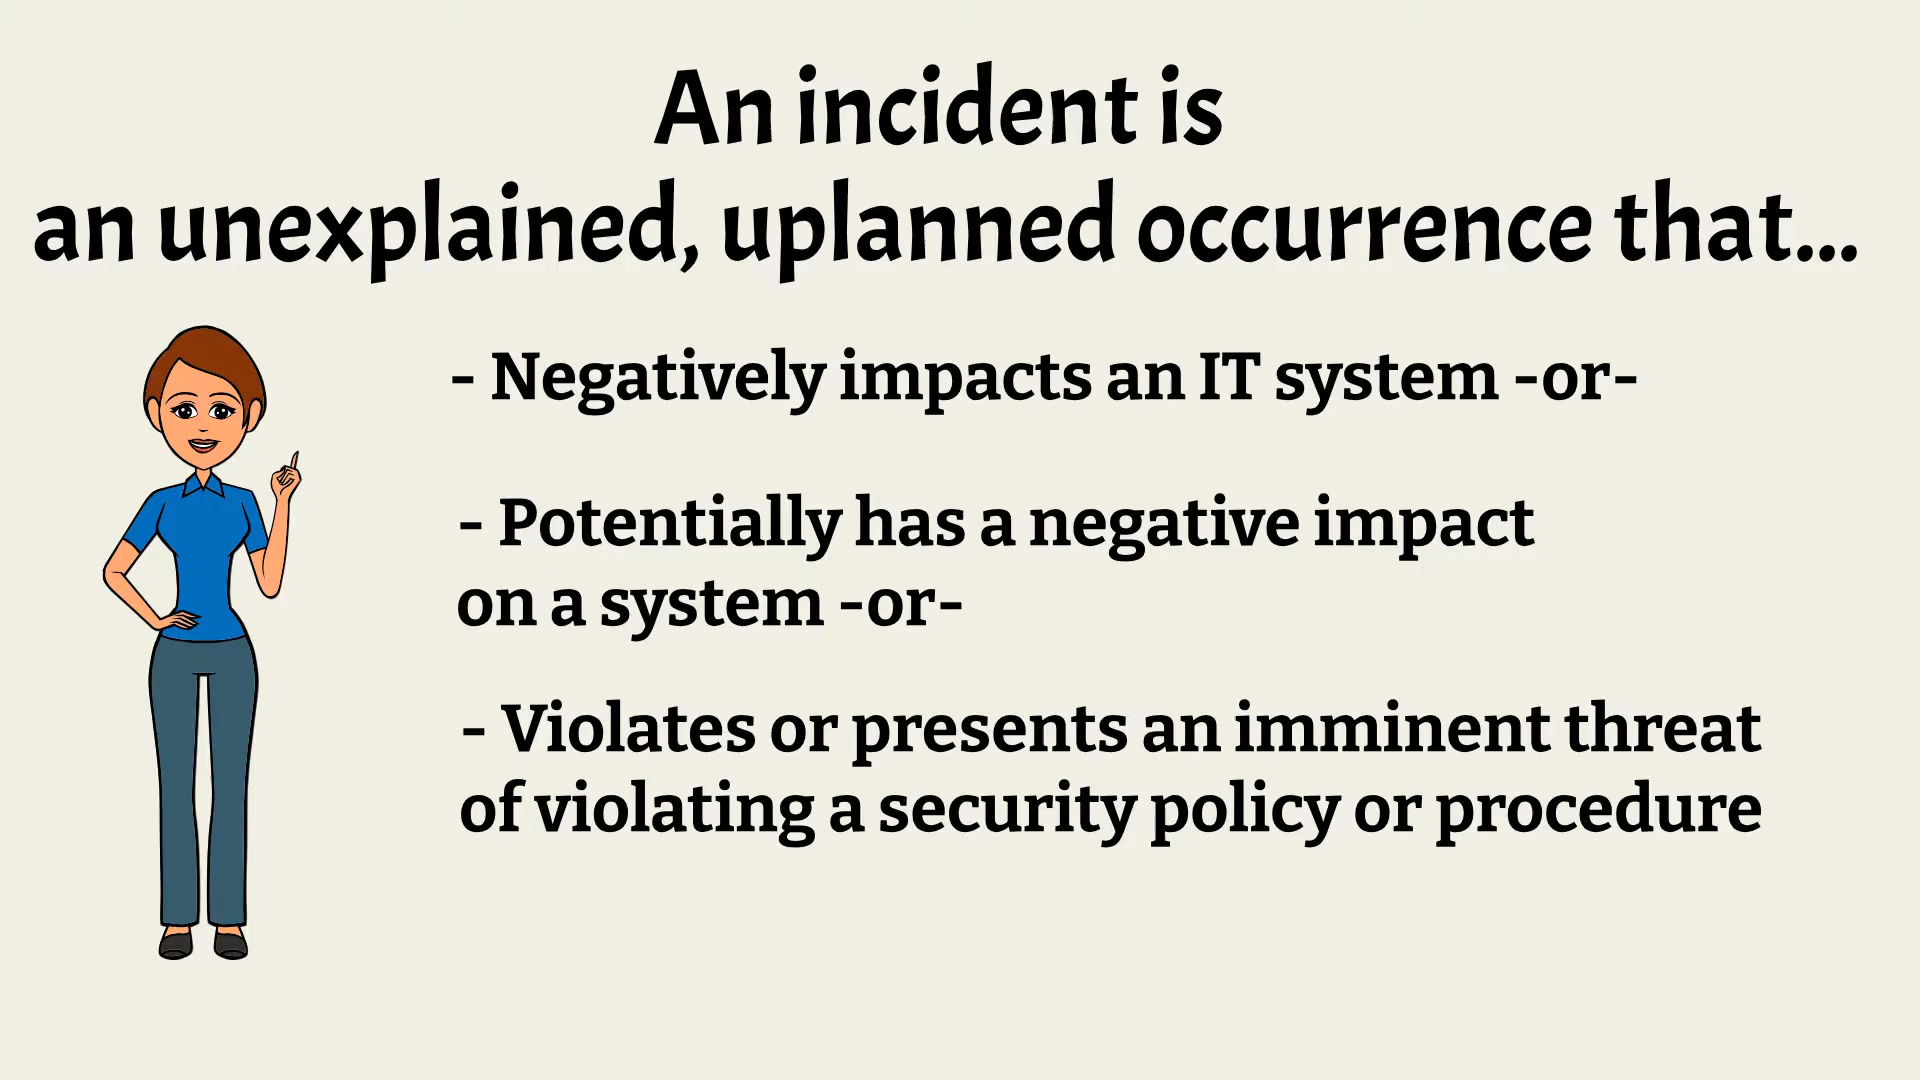 An incident is
an unexplained, uplanned occurrence that...
- Negatively impacts an IT system -or-
- Potentially has a negative impact
on a system -or-
- Violates or presents an imminent threat
of violating a security policy or procedure